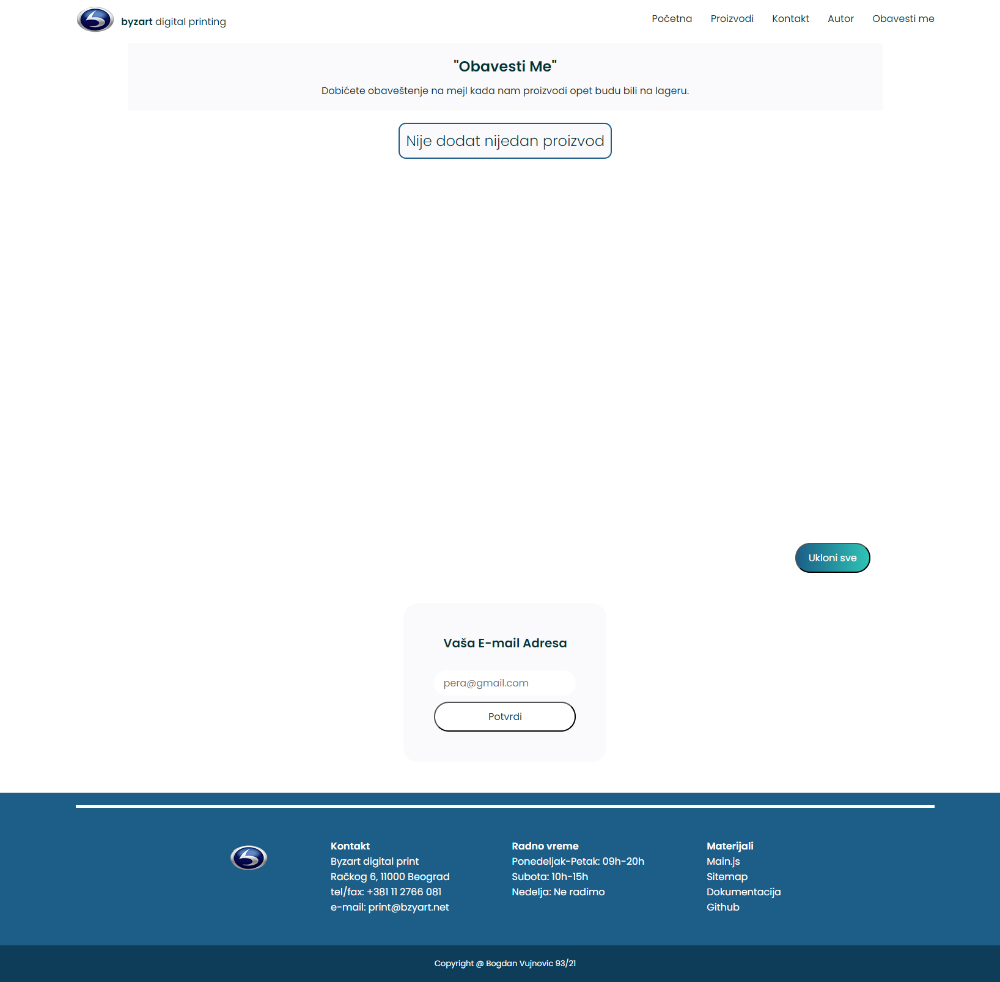 byzart digital printing
Početna
Proizvodi
Kontakt
Autor
Obavesti me
"Obavesti Me"
Dobićete obaveštenje na mejl kada nam proizvodi opet budu bili na lageru.
Nije dodat nijedan proizvod
Ukloni sve
Vaša E-mail Adresa
pera@gmail.com
Potvrdi
Kontakt
Byzart digital print
Račkog 6, 11000 Beograd
tel/fax: +381 11 2766 081
e-mail: print@bzyart.net
Radno vreme
Ponedeljak-Petak: 09h-20h
Subota: 10h-15h
Nedelja: Ne radimo
Materijali
Main.js
Sitemap
Dokumentacija
Github
Copyright @ Bogdan Vujnovic 93/21